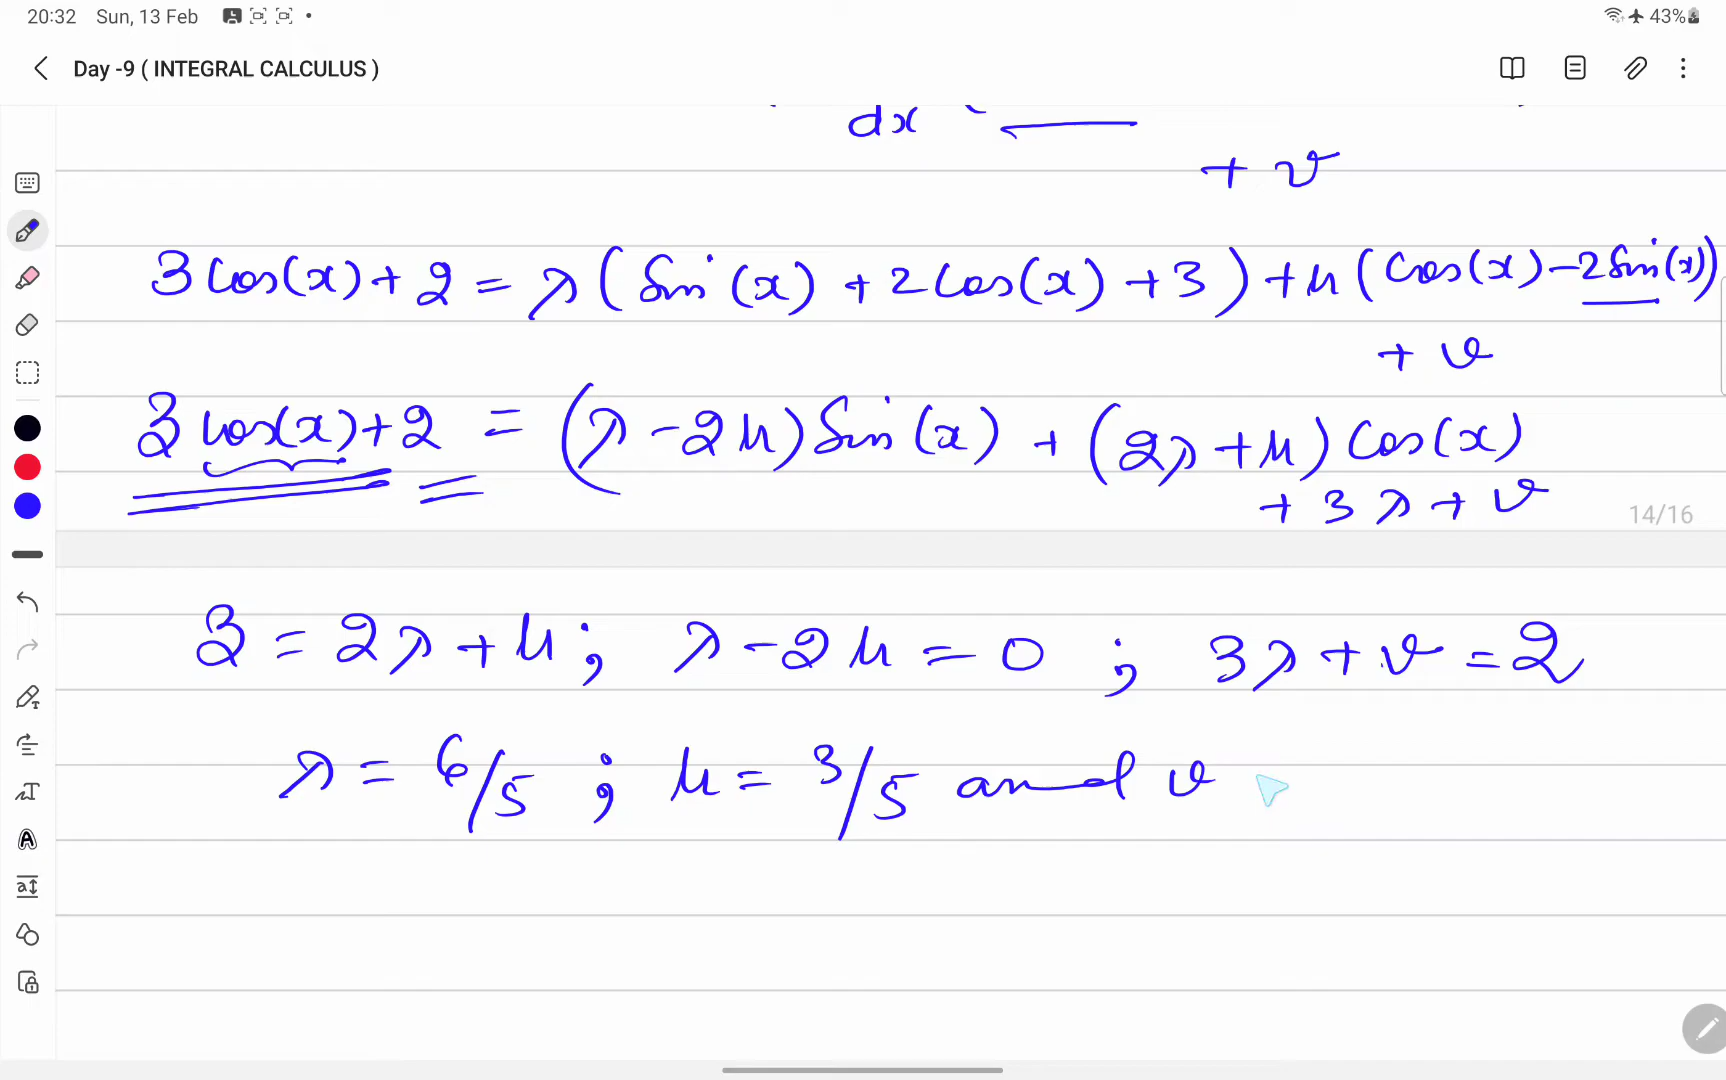 20:32 Sun, 13 Feb 43%
Day -9 ( INTEGRAL CALCULUS )
dx
+ v
3 Cos(x) + 2 = λ ( Sin (x) + 2 Cos(x) + 3 ) + μ ( Cos(x) - 2 Sin(x) )
+ v
3 Cos(x) + 2 = (λ - 2μ) Sin(x) + (2λ + μ) Cos(x)
+ 3λ + v
14/16
3 = 2λ + μ ; λ - 2μ = 0 ; 3λ + v = 2
λ = 6/5 ; μ = 3/5 and v